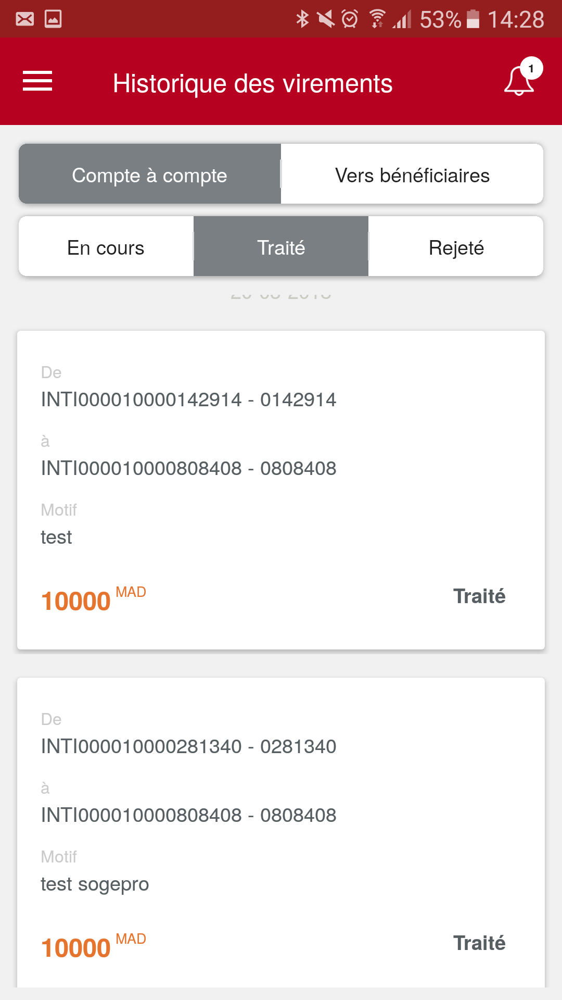 53% 14:28
Historique des virements
1
Compte à compte
Vers bénéficiaires
En cours
Traité
Rejeté
De
INTI000010000142914 - 0142914
à
INTI000010000808408 - 0808408
Motif
test
10000 MAD
Traité
De
INTI000010000281340 - 0281340
à
INTI000010000808408 - 0808408
Motif
test sogepro
10000 MAD
Traité